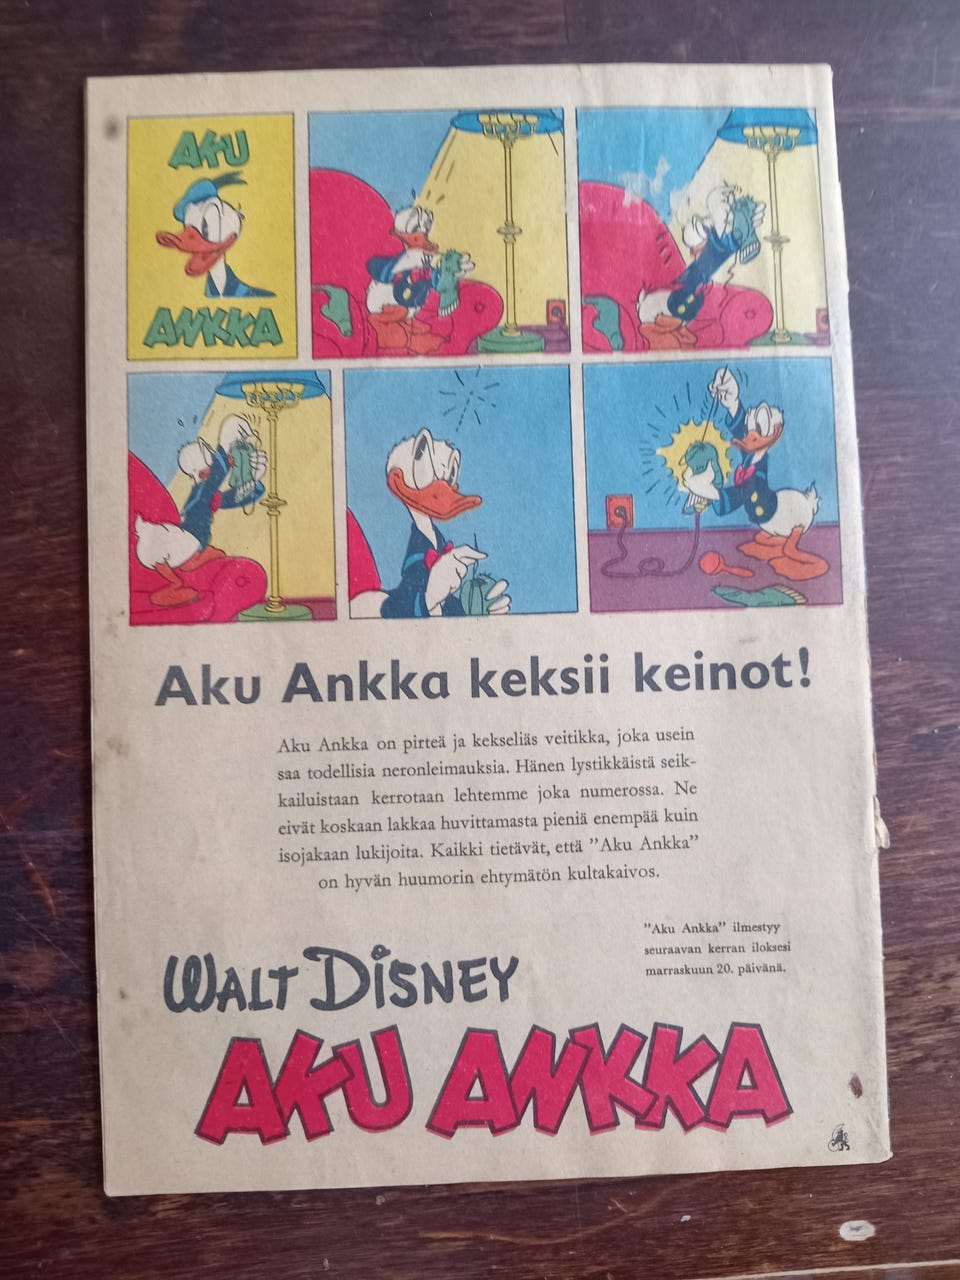 AKU
ANKKA
Aku Ankka keksii keinot!
Aku Ankka on pirteä ja kekseliäs veitikka, joka usein
saa todellisia neronleimauksia. Hänen lystikkäistä seik-
kailuistaan kerrotaan lehtemme joka numerossa. Ne
eivät koskaan lakkaa huvittamasta pieniä enempää kuin
isojakaan lukijoita. Kaikki tietävät, että ”Aku Ankka”
on hyvän huumorin ehtymätön kultakaivos.
”Aku Ankka” ilmestyy
seuraavan kerran iloksesi
marraskuun 20. päivänä.
WALT DISNEY
AKU ANKKA